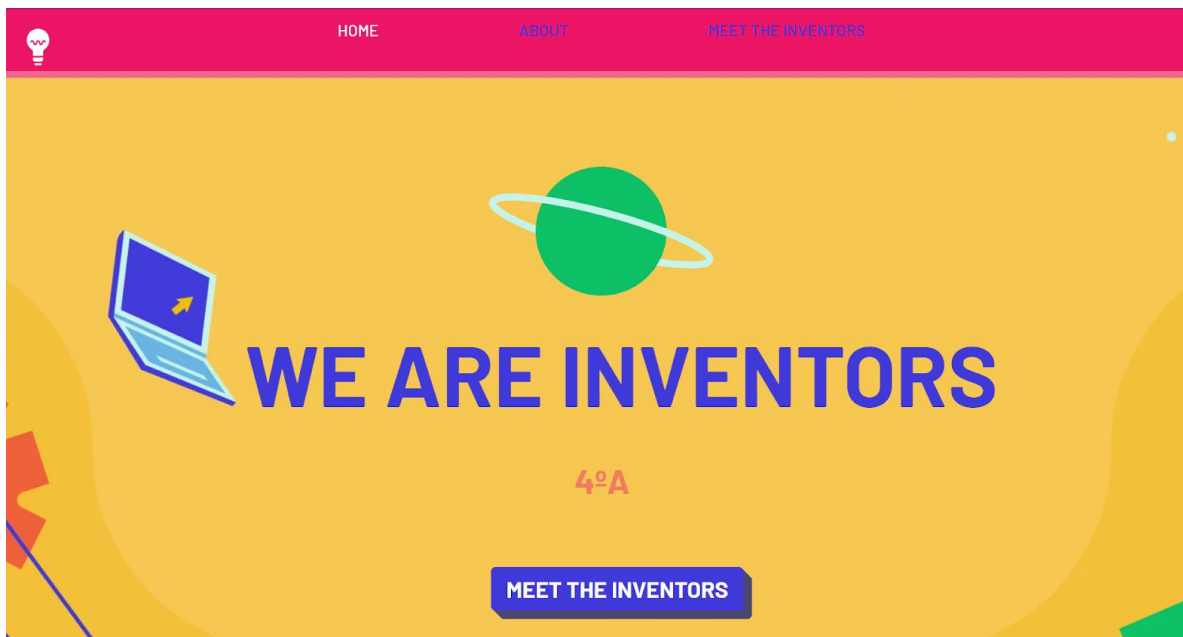 HOME ABOUT MEET THE INVENTORS
WE ARE INVENTORS
4ºA
MEET THE INVENTORS